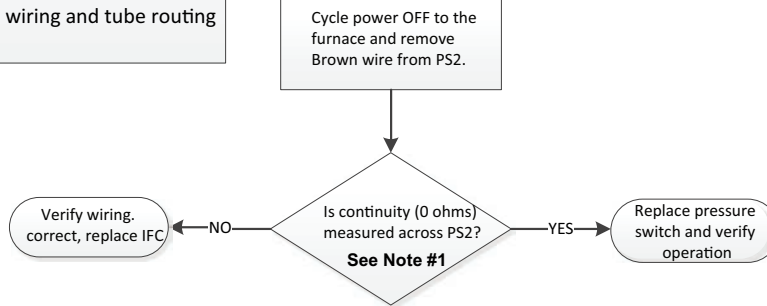 wiring and tube routing
Cycle power OFF to the
furnace and remove
Brown wire from PS2.
Is continuity (0 ohms)
measured across PS2?
See Note #1
NO
YES
Verify wiring.
correct, replace IFC
Replace pressure
switch and verify
operation